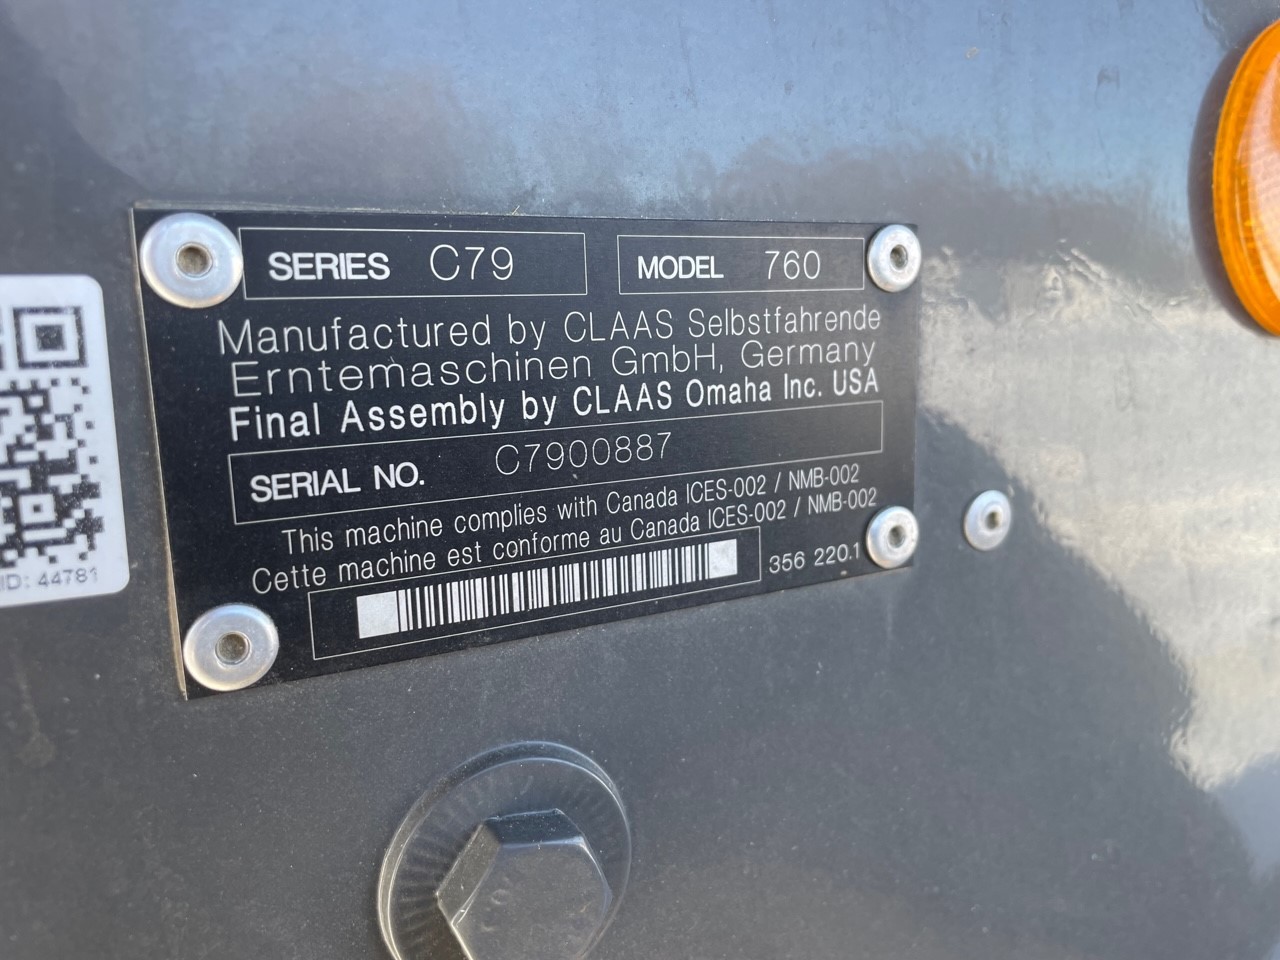 SERIES C79 MODEL 760
Manufactured by CLAAS Selbstfahrende
Erntemaschinen GmbH, Germany
Final Assembly by CLAAS Omaha Inc. USA
SERIAL NO. C7900887
This machine complies with Canada ICES-002 / NMB-002
Cette machine est conforme au Canada ICES-002 / NMB-002
356 220.1
ID: 44781